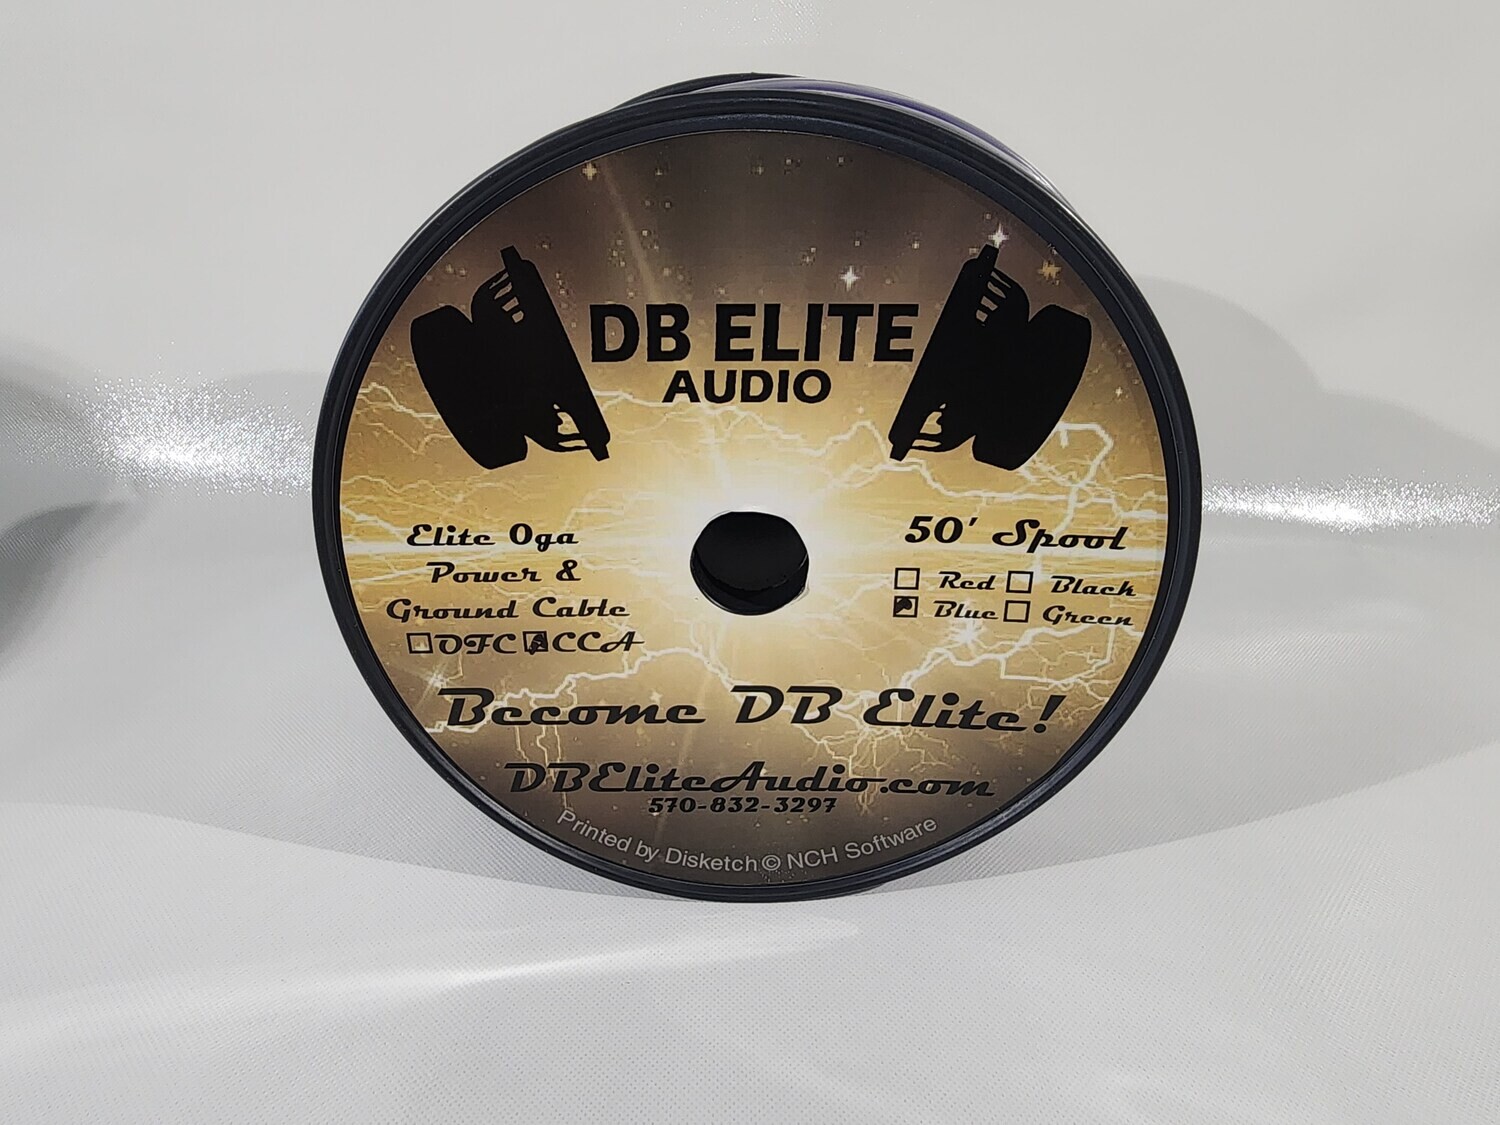 DB ELITE
AUDIO
Elite 0ga
Power &
Ground Cable
OFC CCA
50' Spool
Red Black
Blue Green
Become DB Elite!
DBEliteAudio.com
570-832-3297
Printed by Disketch © NCH Software